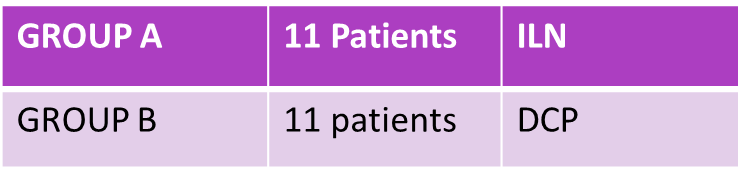 GROUP A 11 Patients ILN
GROUP B 11 patients DCP